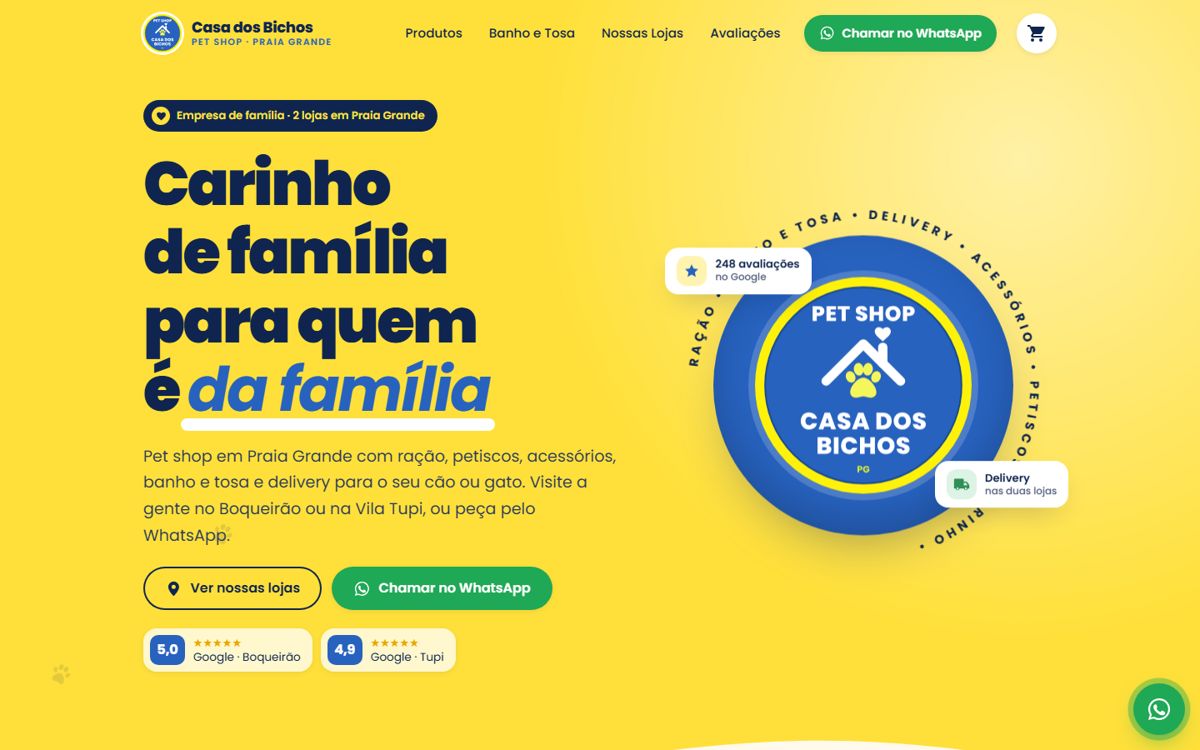 PET SHOP
CASA DOS
BICHOS
Casa dos Bichos
PET SHOP · PRAIA GRANDE
Produtos
Banho e Tosa
Nossas Lojas
Avaliações
Chamar no WhatsApp
Empresa de família · 2 lojas em Praia Grande
Carinho
de família
para quem
é da família
Pet shop em Praia Grande com ração, petiscos, acessórios,
banho e tosa e delivery para o seu cão ou gato. Visite a
gente no Boqueirão ou na Vila Tupi, ou peça pelo
WhatsApp.
Ver nossas lojas
Chamar no WhatsApp
5,0
★★★★★
Google · Boqueirão
4,9
★★★★★
Google · Tupi
RAÇÃO • O E TOSA • DELIVERY • ACESSÓRIOS • PETISCO RINHO •
248 avaliações
no Google
PET SHOP
CASA DOS
BICHOS
PG
Delivery
nas duas lojas